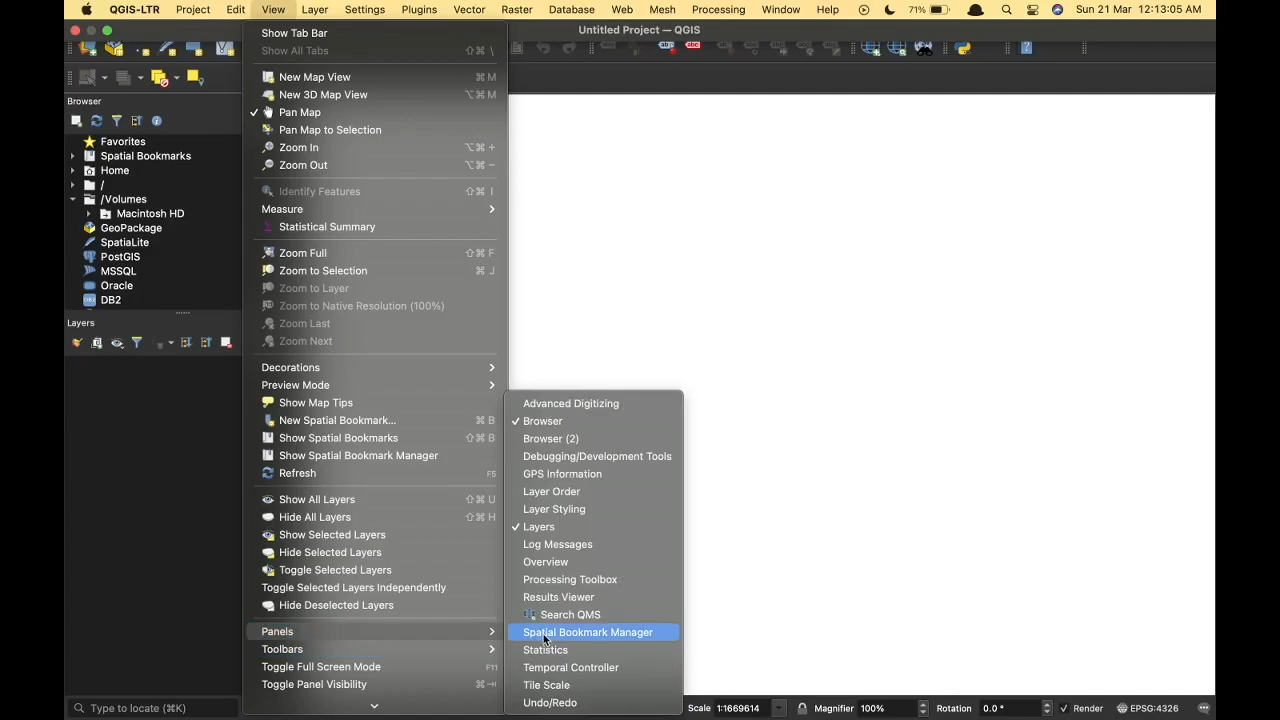 QGIS-LTR Project Edit View Layer Settings Plugins Vector Raster Database Web Mesh Processing Window Help 71% Sun 21 Mar 12:13:05 AM
Untitled Project — QGIS
Show Tab Bar
Show All Tabs ⇧⌘ \
New Map View ⌘ M
New 3D Map View ⌥⌘ M
✓ Pan Map
Pan Map to Selection
Zoom In ⌥⌘ +
Zoom Out ⌥⌘ −
Identify Features ⇧⌘ I
Measure
Statistical Summary
Zoom Full ⇧⌘ F
Zoom to Selection ⌘ J
Zoom to Layer
Zoom to Native Resolution (100%)
Zoom Last
Zoom Next
Decorations
Preview Mode
Show Map Tips
New Spatial Bookmark... ⌘ B
Show Spatial Bookmarks ⇧⌘ B
Show Spatial Bookmark Manager
Refresh F5
Show All Layers ⇧⌘ U
Hide All Layers ⇧⌘ H
Show Selected Layers
Hide Selected Layers
Toggle Selected Layers
Toggle Selected Layers Independently
Hide Deselected Layers
Panels
Toolbars
Toggle Full Screen Mode F11
Toggle Panel Visibility ⌘⇥
Advanced Digitizing
✓ Browser
Browser (2)
Debugging/Development Tools
GPS Information
Layer Order
Layer Styling
✓ Layers
Log Messages
Overview
Processing Toolbox
Results Viewer
Search QMS
Spatial Bookmark Manager
Statistics
Temporal Controller
Tile Scale
Undo/Redo
Browser
Favorites
Spatial Bookmarks
Home
/
/Volumes
Macintosh HD
GeoPackage
SpatiaLite
PostGIS
MSSQL
Oracle
DB2 DB2
Layers
Type to locate (⌘K)
Scale 1:1669614 Magnifier 100% Rotation 0.0 ° ✓ Render EPSG:4326